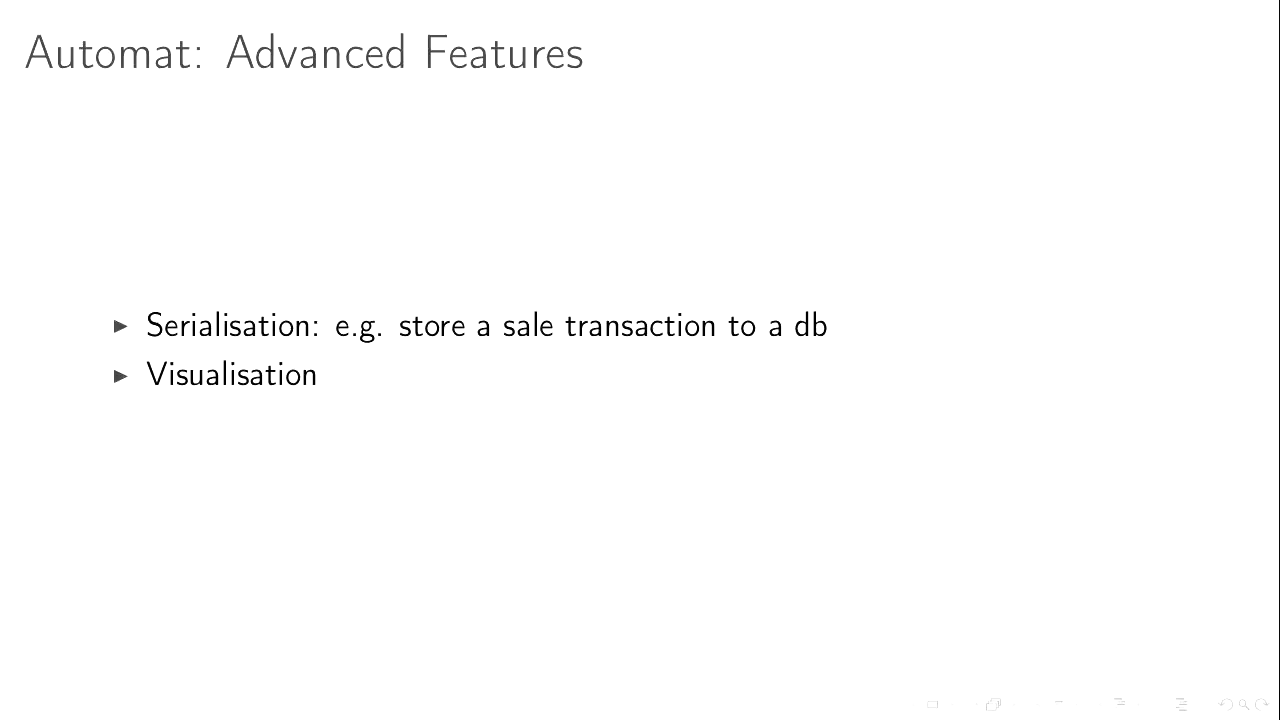 Automat: Advanced Features
▶ Serialisation: e.g. store a sale transaction to a db
▶ Visualisation